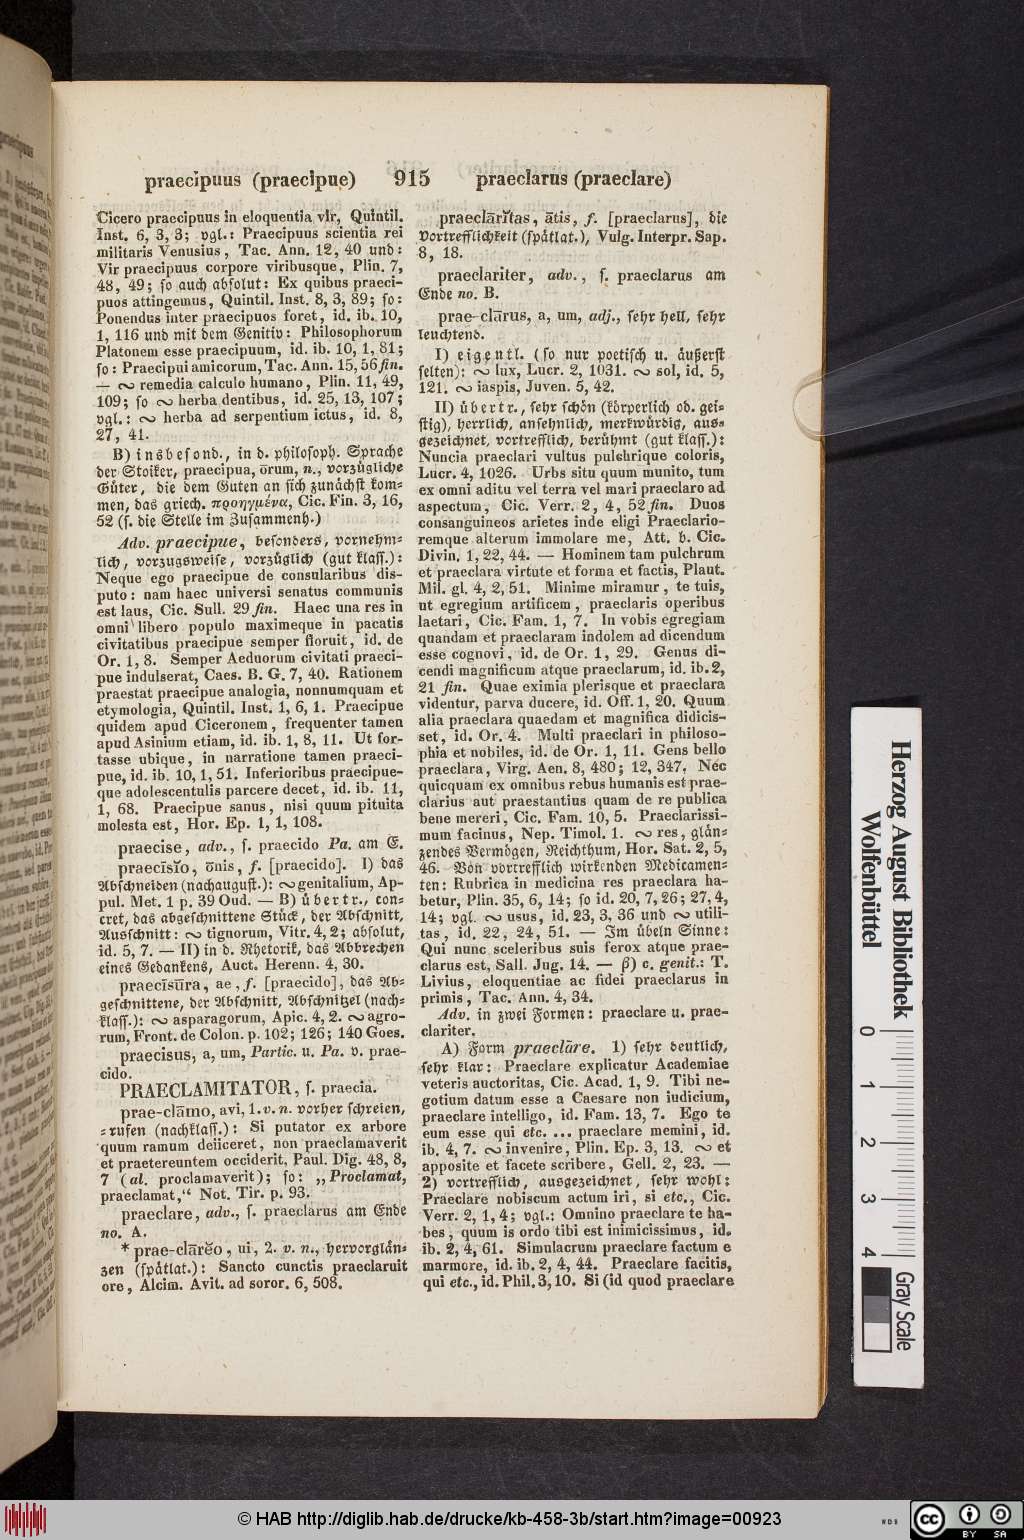 praecipuus (praecipue) 915 praeclarus (praeclare)
Cicero praecipuus in eloquentia vir, Quintil.
Inst. 6, 3, 3; vgl.: Praecipuus scientia rei
militaris Venusius, Tac. Ann. 12, 40 und:
Vir praecipuus corpore viribusque, Plin. 7,
48, 49; so auch absolut: Ex quibus praeci-
puos attingemus, Quintil. Inst. 8, 3, 89; so:
Ponendus inter praecipuos foret, id. ib. 10,
1, 116 und mit dem Genitiv: Philosophorum
Platonem esse praecipuum, id. ib. 10, 1, 81;
so: Praecipui amicorum, Tac. Ann. 15, 56 fin.
— ∾ remedia calculo humano, Plin. 11, 49,
109; so ∾ herba dentibus, id. 25, 13, 107;
vgl.: ∾ herba ad serpentium ictus, id. 8,
27, 41.
B) insbesond., in d. philosoph. Sprache
der Stoiker, praecipua, ōrum, n., vorzügliche
Güter, die dem Guten an sich zunächst kom-
men, das griech. προηγμένα, Cic. Fin. 3, 16,
52 (s. die Stelle im Zusammenh.)
Adv. praecipue, besonders, vornehm-
lich, vorzugsweise, vorzüglich (gut klass.):
Neque ego praecipue de consularibus dis-
puto: nam haec universi senatus communis
est laus, Cic. Sull. 29 fin. Haec una res in
omni libero populo maximeque in pacatis
civitatibus praecipue semper floruit, id. de
Or. 1, 8. Semper Aeduorum civitati praeci-
pue indulserat, Caes. B. G. 7, 40. Rationem
praestat praecipue analogia, nonnumquam et
etymologia, Quintil. Inst. 1, 6, 1. Praecipue
quidem apud Ciceronem, frequenter tamen
apud Asinium etiam, id. ib. 1, 8, 11. Ut for-
tasse ubique, in narratione tamen praeci-
pue, id. ib. 10, 1, 51. Inferioribus praecipue-
que adolescentulis parcere decet, id. ib. 11,
1, 68. Praecipue sanus, nisi quum pituita
molesta est, Hor. Ep. 1, 1, 108.
praecise, adv., s. praecido Pa. am E.
praecīsĭo, ōnis, f. [praecido]. I) das
Abschneiden (nachaugust.): ∾ genitalium, Ap-
pul. Met. 1 p. 39 Oud. — B) übertr., con-
cret, das abgeschnittene Stück, der Abschnitt,
Ausschnitt: ∾ tignorum, Vitr. 4, 2; absolut,
id. 5, 7. — II) in d. Rhetorik, das Abbrechen
eines Gedankens, Auct. Herenn. 4, 30.
praecīsūra, ae, f. [praecido], das Ab-
geschnittene, der Abschnitt, Abschnitzel (nach-
klass.): ∾ asparagorum, Apic. 4, 2. ∾ agro-
rum, Front. de Colon. p. 102; 126; 140 Goes.
praecisus, a, um, Partic. u. Pa. v. prae-
cido.
PRAECLAMITATOR, s. praecia.
prae-clāmo, avi, 1. v. n. vorher schreien,
=rufen (nachklass.): Si putator ex arbore
quum ramum deiiceret, non praeclamaverit
et praetereuntem occiderit, Paul. Dig. 48, 8,
7 (al. proclamaverit); so: „Proclamat,
praeclamat,“ Not. Tir. p. 93.
praeclare, adv., s. praeclarus am Ende
no. A.
* prae-clārĕo, ui, 2. v. n., hervorglän-
zen (spätlat.): Sancto cunctis praeclaruit
ore, Alcim. Avit. ad soror. 6, 508.
praeclārĭtas, ātis, f. [praeclarus], die
Vortrefflichkeit (spätlat.), Vulg. Interpr. Sap.
8, 18.
praeclariter, adv., s. praeclarus am
Ende no. B.
prae-clārus, a, um, adj., sehr hell, sehr
leuchtend.
I) eigentl. (so nur poetisch u. äußerst
selten): ∾ lux, Lucr. 2, 1031. ∾ sol, id. 5,
121. ∾ iaspis, Juven. 5, 42.
II) übertr., sehr schön (körperlich od. gei-
stig), herrlich, ansehnlich, merkwürdig, aus-
gezeichnet, vortrefflich, berühmt (gut klass.):
Nuncia praeclari vultus pulchrique coloris,
Lucr. 4, 1026. Urbs situ quum munito, tum
ex omni aditu vel terra vel mari praeclaro ad
aspectum, Cic. Verr. 2, 4, 52 fin. Duos
consanguineos arietes inde eligi Praeclario-
remque alterum immolare me, Att. b. Cic.
Divin. 1, 22, 44. — Hominem tam pulchrum
et praeclara virtute et forma et factis, Plaut.
Mil. gl. 4, 2, 51. Minime miramur, te tuis,
ut egregium artificem, praeclaris operibus
laetari, Cic. Fam. 1, 7. In vobis egregiam
quandam et praeclaram indolem ad dicendum
esse cognovi, id. de Or. 1, 29. Genus di-
cendi magnificum atque praeclarum, id. ib. 2,
21 fin. Quae eximia plerisque et praeclara
videntur, parva ducere, id. Off. 1, 20. Quum
alia praeclara quaedam et magnifica didicis-
set, id. Or. 4. Multi praeclari in philoso-
phia et nobiles, id. de Or. 1, 11. Gens bello
praeclara, Virg. Aen. 8, 480; 12, 347. Nec
quicquam ex omnibus rebus humanis est prae-
clarius aut praestantius quam de re publica
bene mereri, Cic. Fam. 10, 5. Praeclarissi-
mum facinus, Nep. Timol. 1. ∾ res, glän-
zendes Vermögen, Reichthum, Hor. Sat. 2, 5,
46. Von vortrefflich wirkenden Medicamen-
ten: Rubrica in medicina res praeclara ha-
betur, Plin. 35, 6, 14; so id. 20, 7, 26; 27, 4,
14; vgl. ∾ usus, id. 23, 3, 36 und ∾ utili-
tas, id. 22, 24, 51. — Im übeln Sinne:
Qui nunc sceleribus suis ferox atque prae-
clarus est, Sall. Jug. 14. — β) c. genit.: T.
Livius, eloquentiae ac fidei praeclarus in
primis, Tac. Ann. 4, 34.
Adv. in zwei Formen: praeclare u. prae-
clariter.
A) Form praeclāre. 1) sehr deutlich,
sehr klar: Praeclare explicatur Academiae
veteris auctoritas, Cic. Acad. 1, 9. Tibi ne-
gotium datum esse a Caesare non iudicium,
praeclare intelligo, id. Fam. 13, 7. Ego te
eum esse qui etc. ... praeclare memini, id.
ib. 4, 7. ∾ invenire, Plin. Ep. 3, 13. ∾ et
apposite et facete scribere, Gell. 2, 23. —
2) vortrefflich, ausgezeichnet, sehr wohl:
Praeclare nobiscum actum iri, si etc., Cic.
Verr. 2, 1, 4; vgl.: Omnino praeclare te ha-
bes, quum is ordo tibi est inimicissimus, id.
ib. 2, 4, 61. Simulacrum praeclare factum e
marmore, id. ib. 2, 4, 44. Praeclare facitis,
qui etc., id. Phil. 3, 10. Si (id quod praeclare
Herzog August Bibliothek
Wolfenbüttel
0 1 2 3 4
Gray Scale
© HAB http://diglib.hab.de/drucke/kb-458-3b/start.htm?image=00923
WDB
cc BY SA